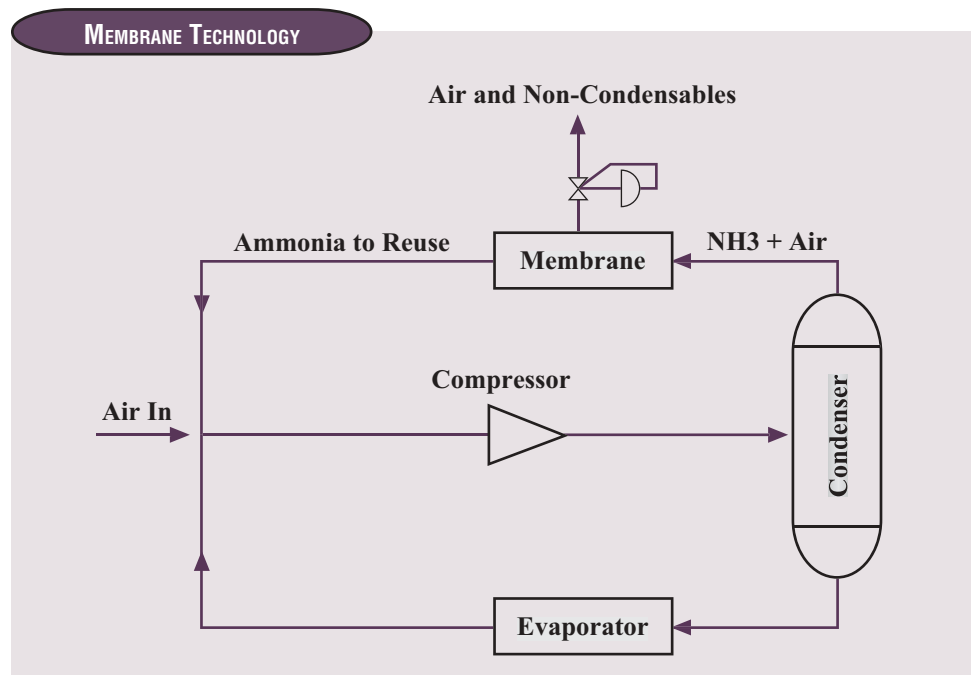 MEMBRANE TECHNOLOGY
Air and Non-Condensables
Ammonia to Reuse
NH3 + Air
Membrane
Compressor
Air In
Condenser
Evaporator